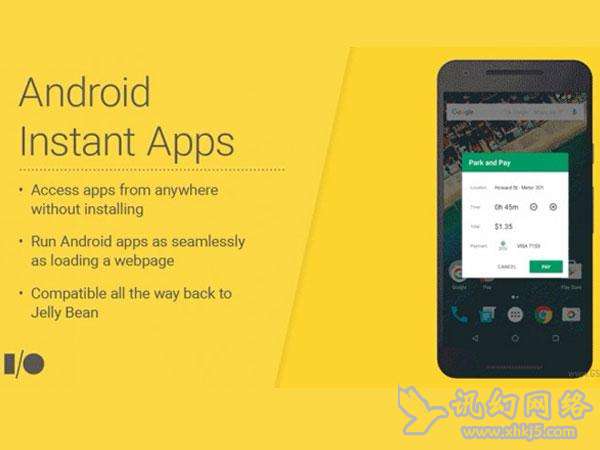 Android
Instant Apps
• Access apps from anywhere
without installing
• Run Android apps as seamlessly
as loading a webpage
• Compatible all the way back to
Jelly Bean
I/O
Google
Park and Pay
Location: Howard St - Meter 301
Time: 0h 45m
Total: $1.35
Payment: VISA
CANCEL PAY
Google Play Store
www.GS
讯幻网络
www.xhkj5.com